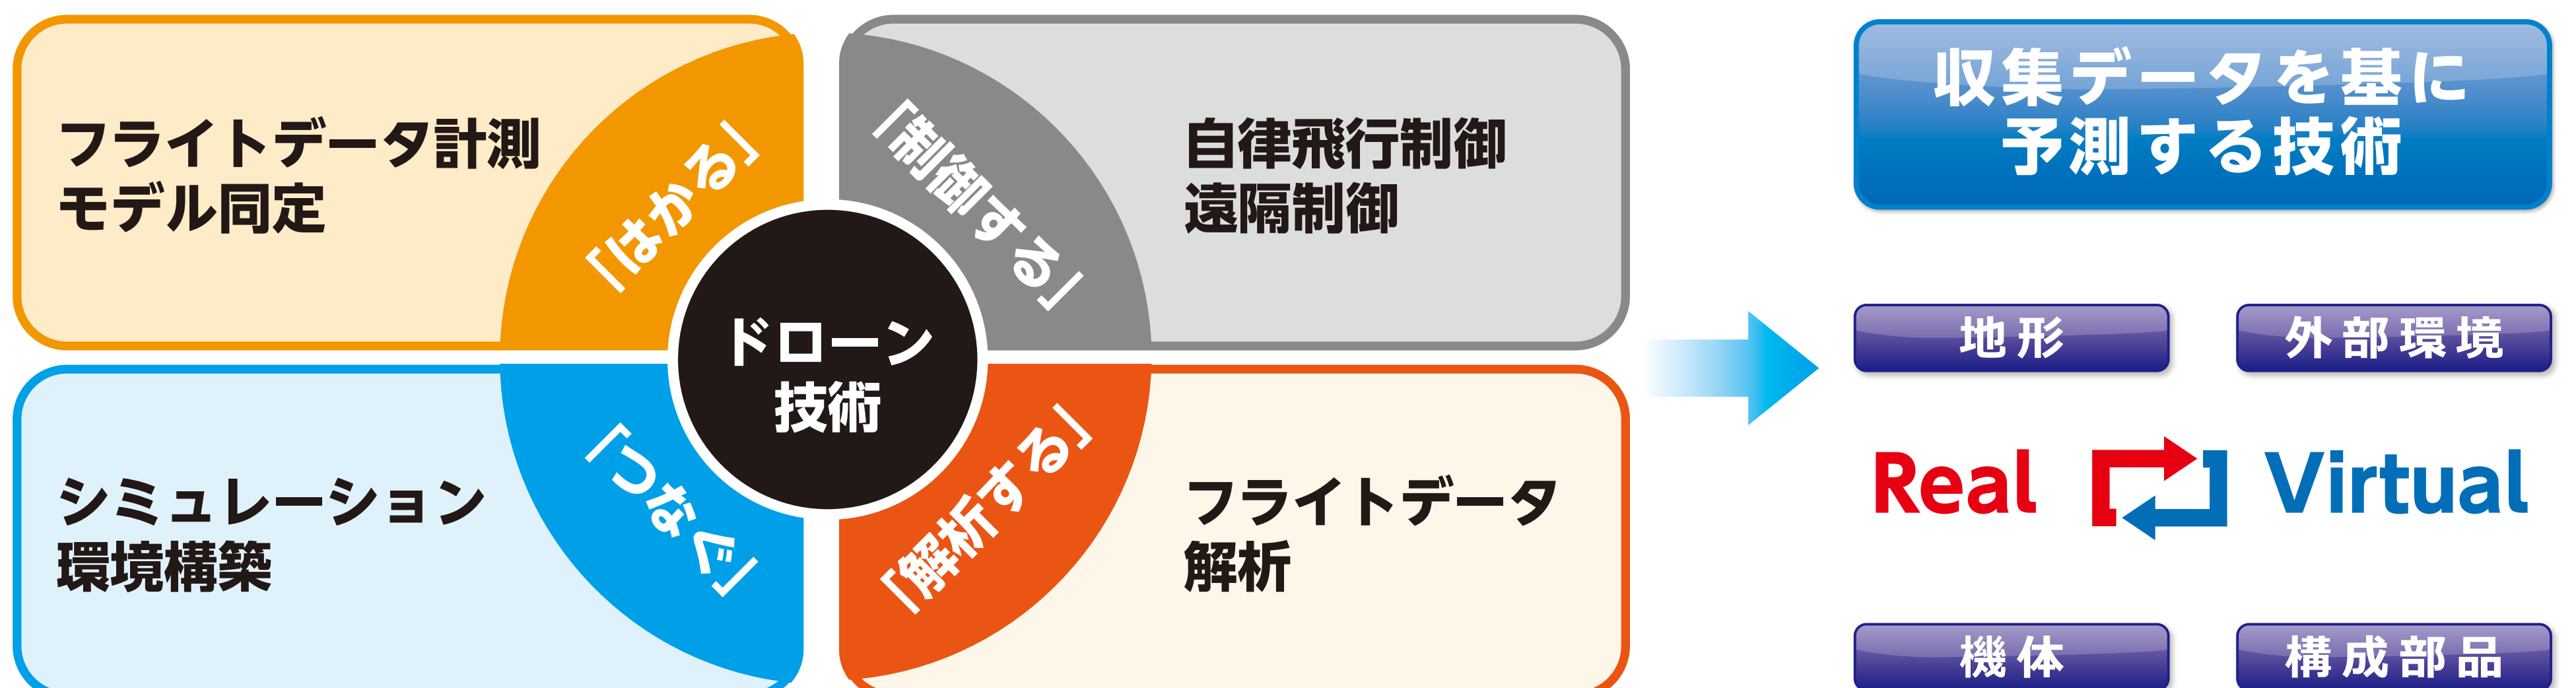 フライトデータ計測
モデル同定
「はかる」
「制御する」
自律飛行制御
遠隔制御
ドローン
技術
シミュレーション
環境構築
「つなぐ」
「解析する」
フライトデータ
解析
収集データを基に
予測する技術
地形
外部環境
Real
Virtual
機体
構成部品